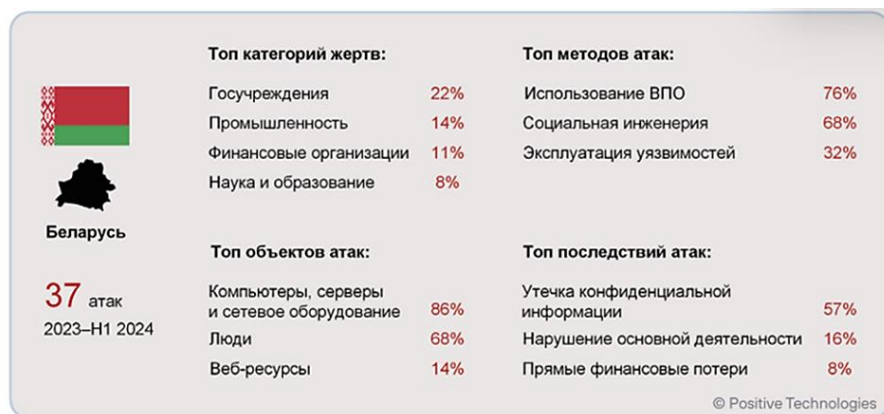 Беларусь
37 атак
2023–H1 2024
Топ категорий жертв:
Госучреждения 22%
Промышленность 14%
Финансовые организации 11%
Наука и образование 8%
Топ методов атак:
Использование ВПО 76%
Социальная инженерия 68%
Эксплуатация уязвимостей 32%
Топ объектов атак:
Компьютеры, серверы
и сетевое оборудование 86%
Люди 68%
Веб-ресурсы 14%
Топ последствий атак:
Утечка конфиденциальной
информации 57%
Нарушение основной деятельности 16%
Прямые финансовые потери 8%
© Positive Technologies